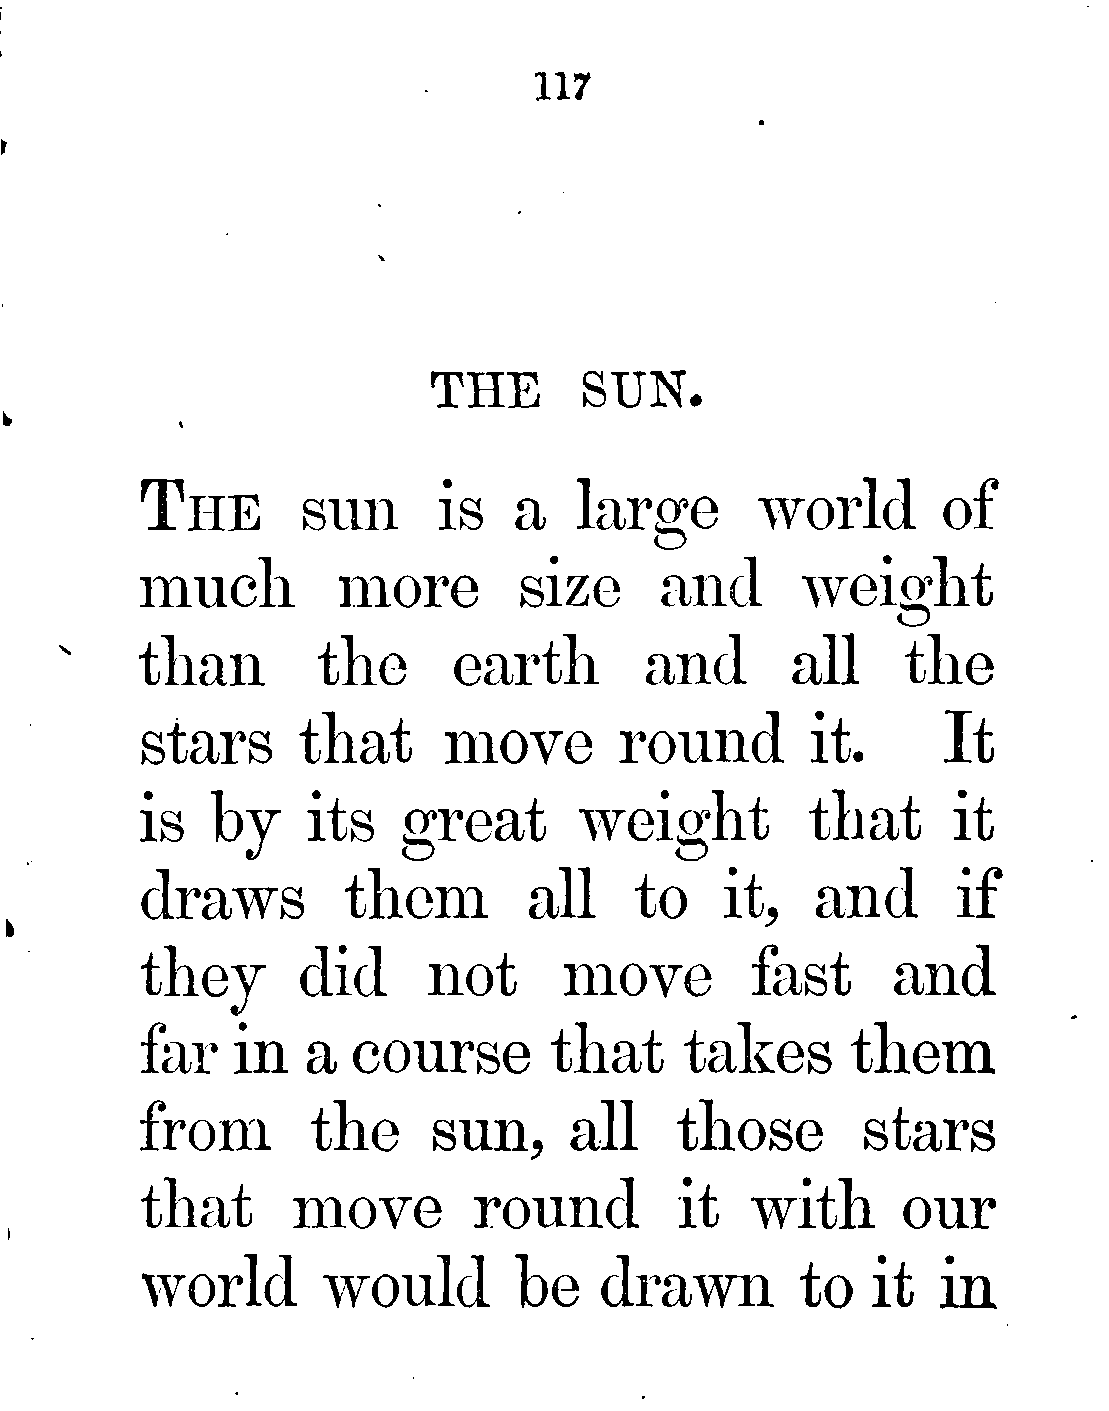 117
THE SUN.
THE sun is a large world of
much more size and weight
than the earth and all the
stars that move round it. It
is by its great weight that it
draws them all to it, and if
they did not move fast and
far in a course that takes them
from the sun, all those stars
that move round it with our
world would be drawn to it in